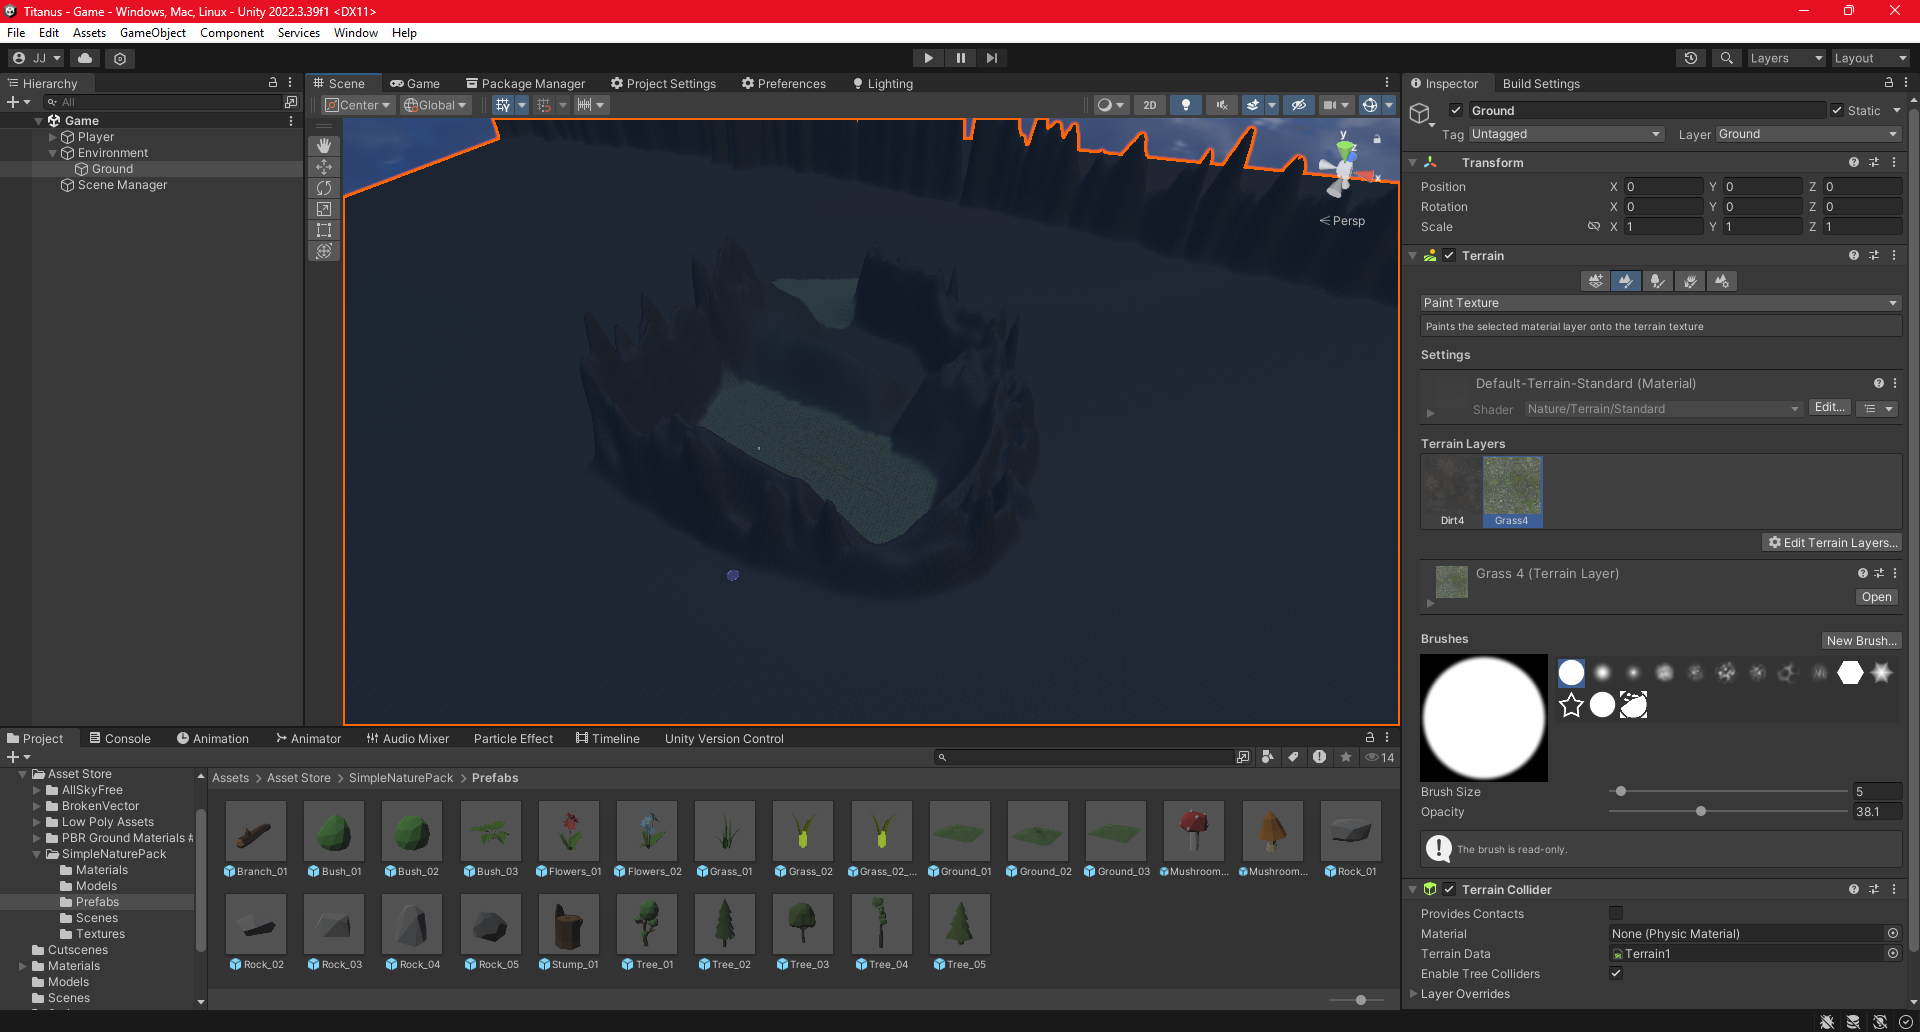 Titanus - Game - Windows, Mac, Linux - Unity 2022.3.39f1 <DX11>
File Edit Assets GameObject Component Services Window Help
JJ
Layers
Layout
Hierarchy
All
Game
Player
Environment
Ground
Scene Manager
Scene Game Package Manager Project Settings Preferences Lighting
Center Global 2D
y
z
x
Persp
Inspector Build Settings
Ground Static
Tag Untagged Layer Ground
Transform
Position X 0 Y 0 Z 0
Rotation X 0 Y 0 Z 0
Scale X 1 Y 1 Z 1
Terrain
Paint Texture
Paints the selected material layer onto the terrain texture
Settings
Default-Terrain-Standard (Material)
Shader Nature/Terrain/Standard Edit...
Terrain Layers
Dirt4 Grass4
Edit Terrain Layers...
Grass 4 (Terrain Layer)
Open
Brushes
New Brush...
Brush Size 5
Opacity 38.1
The brush is read-only.
Terrain Collider
Provides Contacts
Material None (Physic Material)
Terrain Data Terrain1
Enable Tree Colliders
Layer Overrides
Project Console Animation Animator Audio Mixer Particle Effect Timeline Unity Version Control
14
Asset Store
AllSkyFree
BrokenVector
Low Poly Assets
PBR Ground Materials #
SimpleNaturePack
Materials
Models
Prefabs
Scenes
Textures
Cutscenes
Materials
Models
Scenes
Assets > Asset Store > SimpleNaturePack > Prefabs
Branch_01 Bush_01 Bush_02 Bush_03 Flowers_01 Flowers_02 Grass_01 Grass_02 Grass_02_... Ground_01 Ground_02 Ground_03 Mushroom... Mushroom... Rock_01
Rock_02 Rock_03 Rock_04 Rock_05 Stump_01 Tree_01 Tree_02 Tree_03 Tree_04 Tree_05